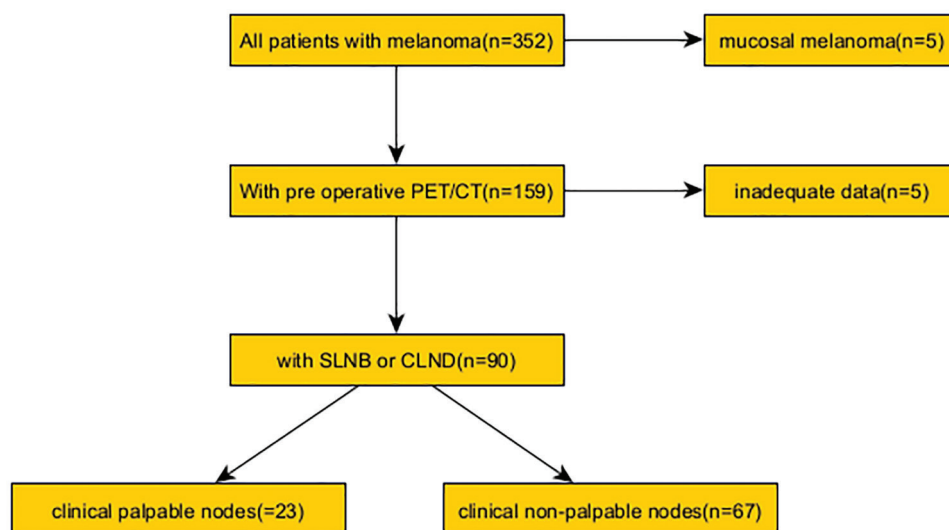 All patients with melanoma(n=352)
mucosal melanoma(n=5)
With pre operative PET/CT(n=159)
inadequate data(n=5)
with SLNB or CLND(n=90)
clinical palpable nodes(=23)
clinical non-palpable nodes(n=67)